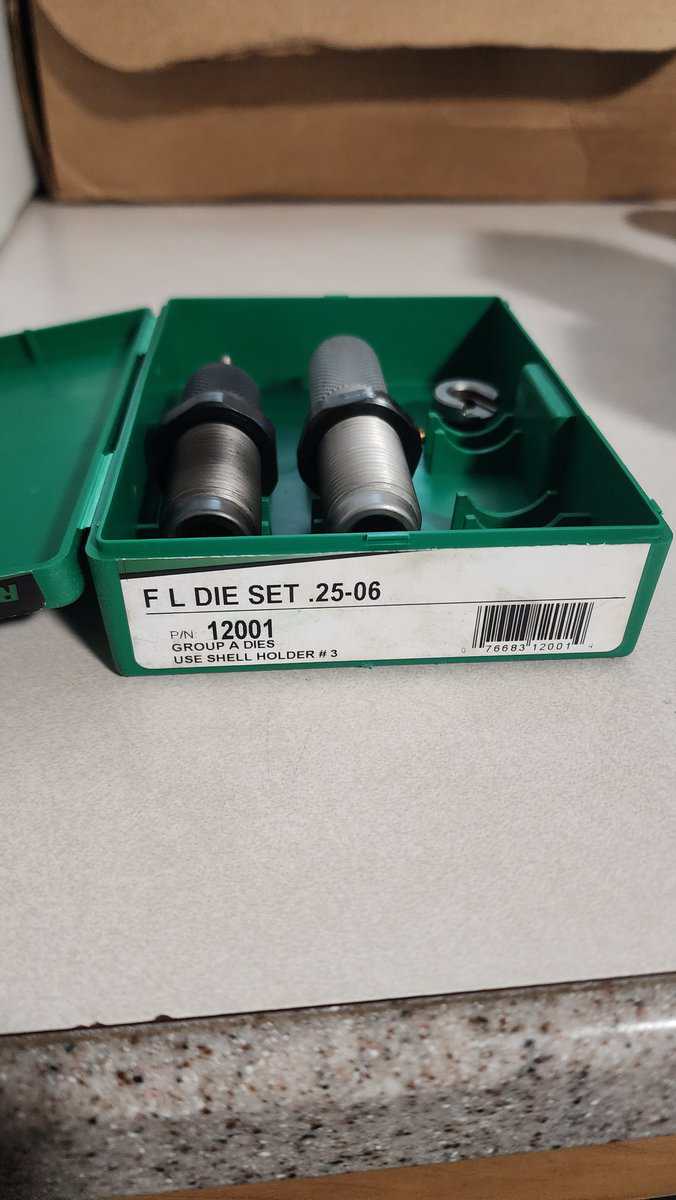 F L DIE SET .25-06
P/N: 12001
GROUP A DIES
USE SHELL HOLDER # 3
0 76683 12001 4
R